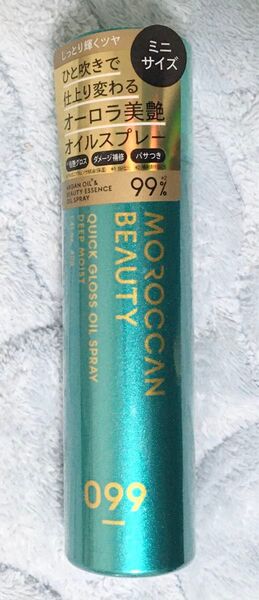 しっとり輝くツヤ
ミニ
サイズ
ひと吹きで
仕上り変わる
オーロラ美艶
オイルスプレー
ダメージ補修
パサつき
ARGAN OIL &
BEAUTY ESSENCE
OIL SPRAY
99%
MOROCCAN
BEAUTY
QUICK GLOSS OIL SPRAY
DEEP MOIST
099